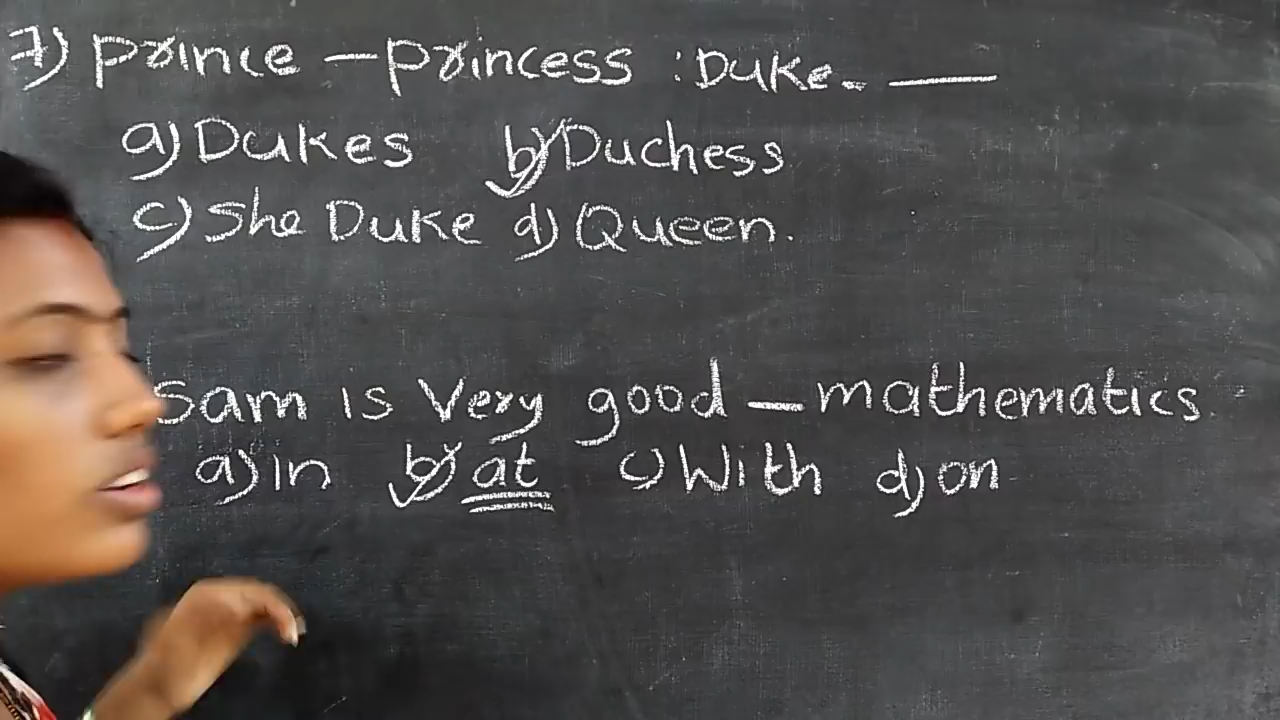 7) Prince - Princess : Duke - ___
a) Dukes b) Duchess
c) She Duke d) Queen.
Sam is Very good _ mathematics
a) in b) at c) With d) on